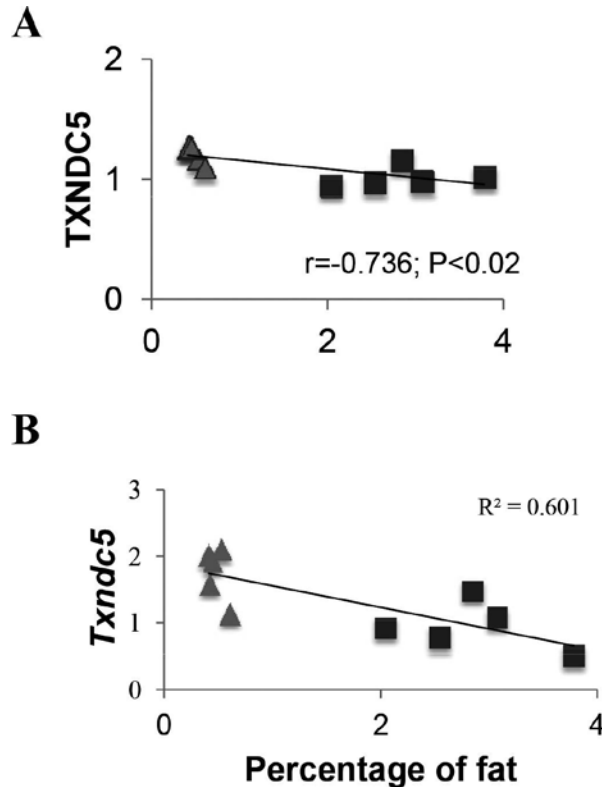 A
2
TXNDC5
1
r=-0.736; P<0.02
0
0 2 4
B
3
R² = 0.601
2
Txndc5
1
0
0 2 4
Percentage of fat